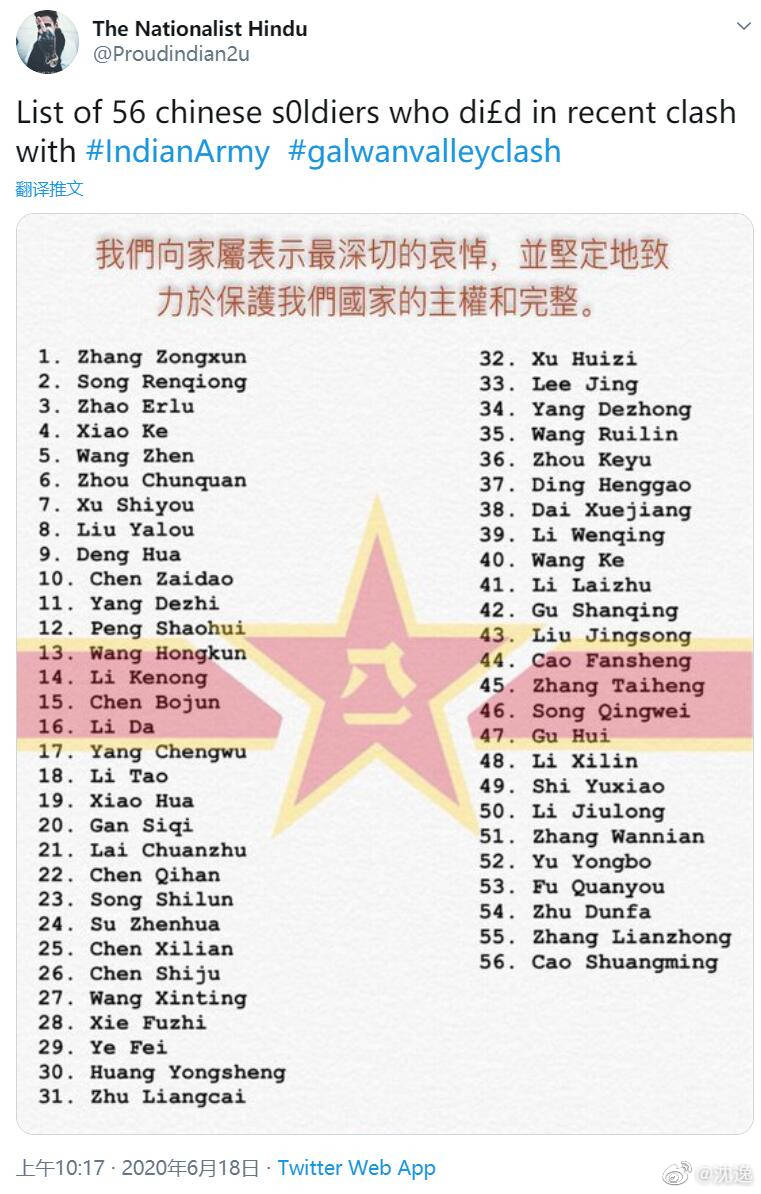 The Nationalist Hindu
@Proudindian2u
List of 56 chinese s0ldiers who di£d in recent clash
with #IndianArmy #galwanvalleyclash
翻译推文
我們向家屬表示最深切的哀悼，並堅定地致
力於保護我們國家的主權和完整。
1. Zhang Zongxun
2. Song Renqiong
3. Zhao Erlu
4. Xiao Ke
5. Wang Zhen
6. Zhou Chunquan
7. Xu Shiyou
8. Liu Yalou
9. Deng Hua
10. Chen Zaidao
11. Yang Dezhi
12. Peng Shaohui
13. Wang Hongkun
14. Li Kenong
15. Chen Bojun
16. Li Da
17. Yang Chengwu
18. Li Tao
19. Xiao Hua
20. Gan Siqi
21. Lai Chuanzhu
22. Chen Qihan
23. Song Shilun
24. Su Zhenhua
25. Chen Xilian
26. Chen Shiju
27. Wang Xinting
28. Xie Fuzhi
29. Ye Fei
30. Huang Yongsheng
31. Zhu Liangcai
32. Xu Huizi
33. Lee Jing
34. Yang Dezhong
35. Wang Ruilin
36. Zhou Keyu
37. Ding Henggao
38. Dai Xuejiang
39. Li Wenqing
40. Wang Ke
41. Li Laizhu
42. Gu Shanqing
43. Liu Jingsong
44. Cao Fansheng
45. Zhang Taiheng
46. Song Qingwei
47. Gu Hui
48. Li Xilin
49. Shi Yuxiao
50. Li Jiulong
51. Zhang Wannian
52. Yu Yongbo
53. Fu Quanyou
54. Zhu Dunfa
55. Zhang Lianzhong
56. Cao Shuangming
八一
上午10:17 · 2020年6月18日 · Twitter Web App
@沈逸